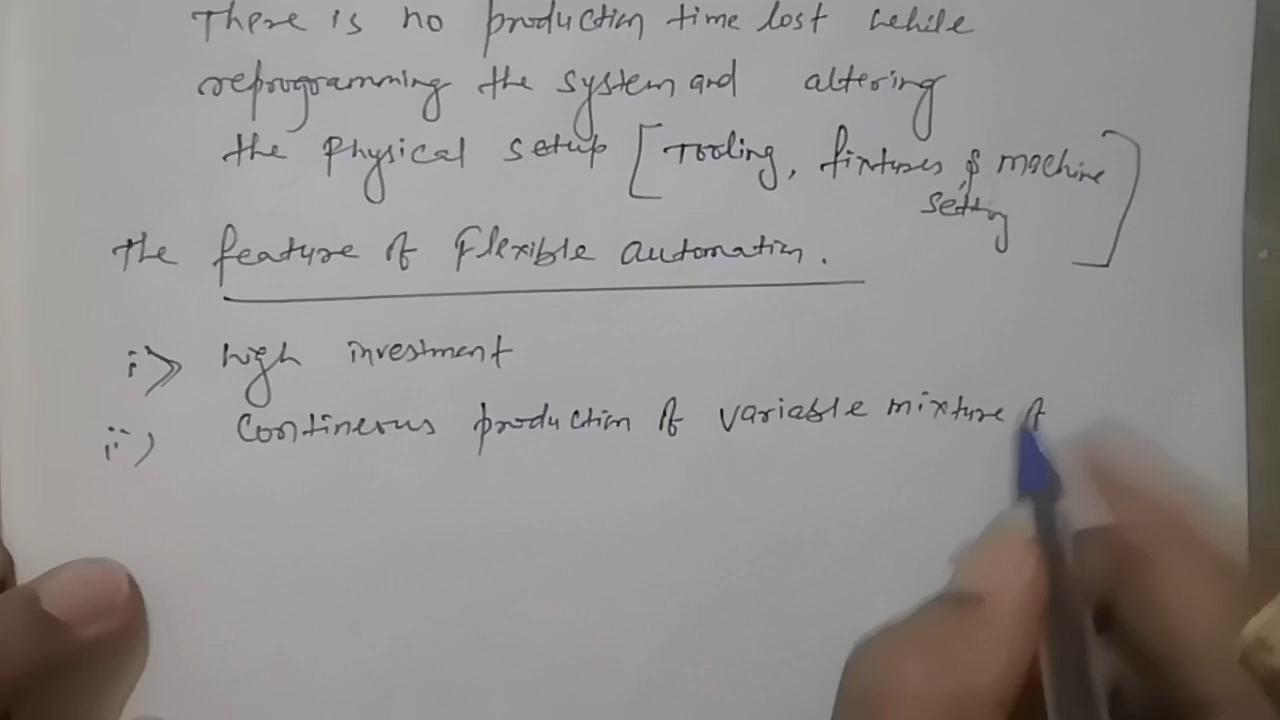 There is no production time lost while
reprogramming the system and altering
the Physical setup [Tooling, fixtures & machine
setting]
The feature of Flexible automation.
i> high investment
ii> Contineous production of variable mixture of